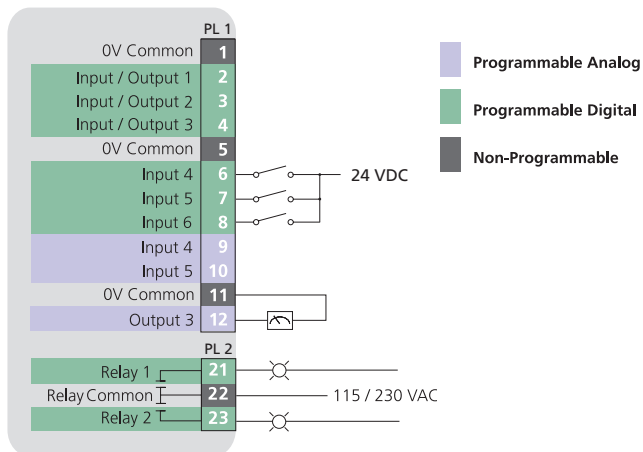 PL 1
0V Common 1
Input / Output 1 2
Input / Output 2 3
Input / Output 3 4
0V Common 5
Input 4 6 24 VDC
Input 5 7
Input 6 8
Input 4 9
Input 5 10
0V Common 11
Output 3 12
PL 2
Relay 1 21
Relay Common 22 115 / 230 VAC
Relay 2 23
Programmable Analog
Programmable Digital
Non-Programmable